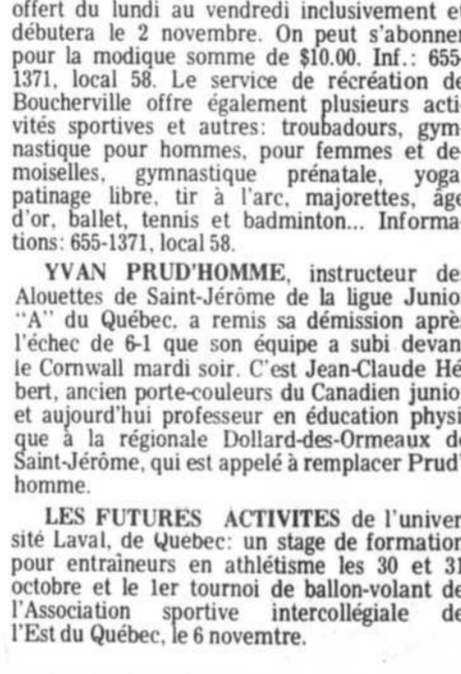 offert du lundi au vendredi inclusivement et
débutera le 2 novembre. On peut s'abonner
pour la modique somme de $10.00. Inf.: 655-
1371, local 58. Le service de récréation de
Boucherville offre également plusieurs acti-
vités sportives et autres: troubadours, gym-
nastique pour hommes, pour femmes et de-
moiselles, gymnastique prénatale, yoga,
patinage libre, tir à l'arc, majorettes, âge
d'or, ballet, tennis et badminton... Informa-
tions: 655-1371, local 58.
YVAN PRUD'HOMME, instructeur de
Alouettes de Saint-Jérôme de la ligue Junio
"A" du Québec, a remis sa démission aprè
l'échec de 6-1 que son équipe a subi devan
le Cornwall mardi soir. C'est Jean-Claude Hé
bert, ancien porte-couleurs du Canadien junio
et aujourd'hui professeur en éducation physi
que à la régionale Dollard-des-Ormeaux de
Saint-Jérôme, qui est appelé à remplacer Prud'
homme.
LES FUTURES ACTIVITES de l'univer
sité Laval, de Quebec: un stage de formation
pour entraîneurs en athlétisme les 30 et 31
octobre et le 1er tournoi de ballon-volant de
l'Association sportive intercollégiale de
l'Est du Québec, le 6 novemtre.